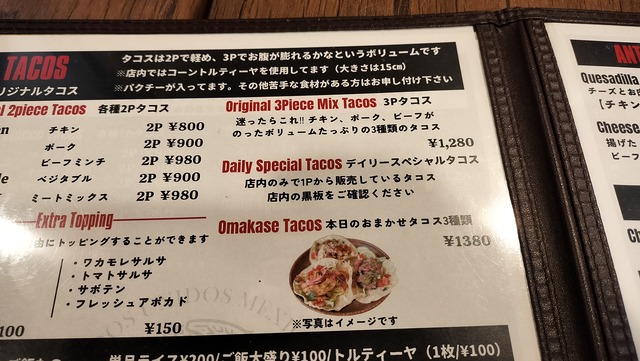 TACOS
リジナルタコス
タコスは2Pで軽め、3Pでお腹が膨れるかなというボリュームです
※店内ではコーントルティーヤを使用してます（大きさは15㎝）
※パクチーが入ってます。その他苦手な食材がある方はお申し付け下さい
2piece Tacos 各種2Pタコス
チキン 2P ¥800
ポーク 2P ¥900
ビーフミンチ 2P ¥980
ベジタブル 2P ¥900
ミートミックス 2P ¥980
Extra Topping
にトッピングすることができます
・ワカモレサルサ
・トマトサルサ
・サボテン
・フレッシュアボカド
100
¥150
Original 3Piece Mix Tacos 3Pタコス
迷ったらこれ!! チキン、ポーク、ビーフが
のったボリュームたっぷりの3種類のタコス
¥1,280
Daily Special Tacos デイリースペシャルタコス
店内のみで1Pから販売しているタコス
店内の黒板をご確認ください
Omakase Tacos 本日のおまかせタコス3種類
¥1380
※写真はイメージです
単品ライス¥200/ご飯大盛り¥100/トルティーヤ（1枚/¥100）
Quesadilla
チーズとお
［チキン
Cheese
揚げた
ビーフ